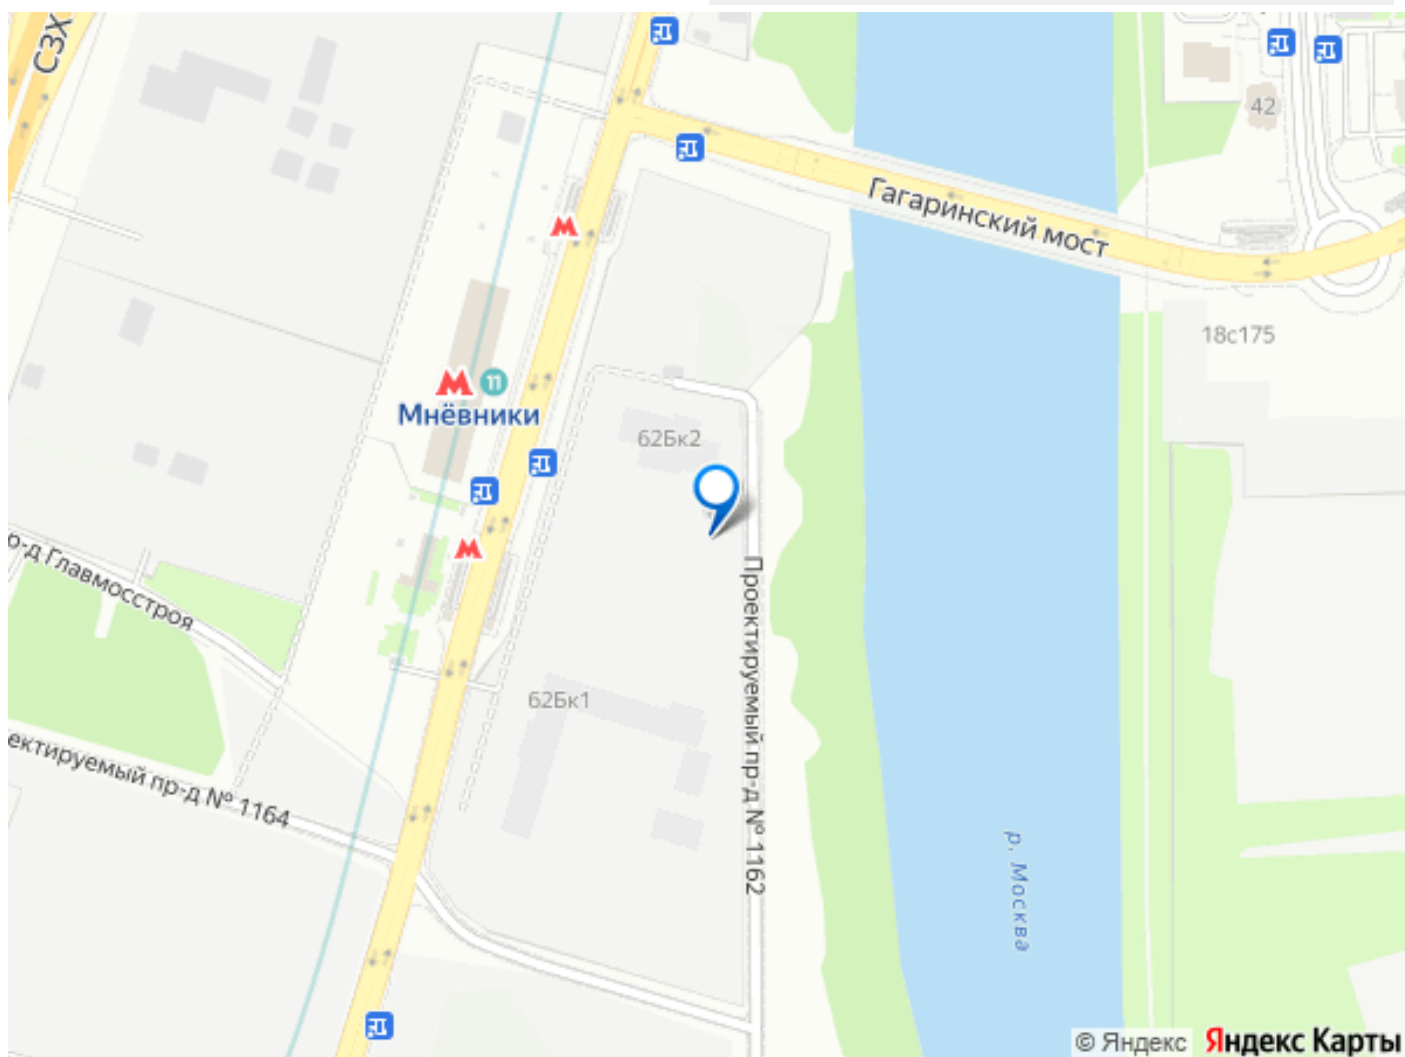 СЗХ
42
Гагаринский мост
18с175
М
М
11
Мнёвники
62Бк2
М
р-д Главмосстроя
Проектируемый пр-д № 1162
62Бк1
ектируемый пр-д № 1164
р. Москва
© Яндекс Яндекс Карты